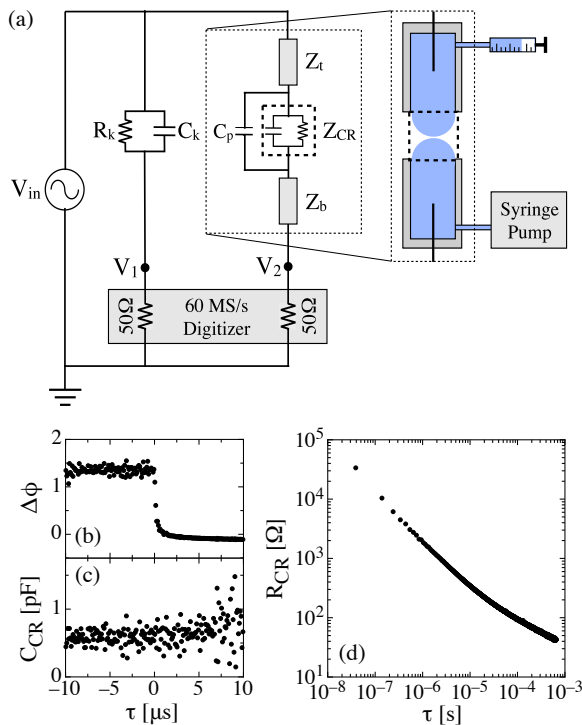 (a)
Z_t
R_k
C_k
C_p
Z_CR
V_in
Z_b
Syringe
Pump
V_1
V_2
50Ω
60 MS/s
Digitizer
50Ω
2
1
0
Δϕ
(b)
(c)
1
0
C_CR [pF]
-10
-5
0
5
10
τ [μs]
10^5
10^4
10^3
10^2
10^1
R_CR [Ω]
(d)
10^-8
10^-7
10^-6
10^-5
10^-4
10^-3
τ [s]